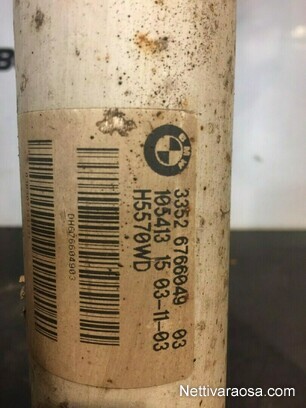 BMW
3352 6766049 03
105413 15 03-11-03
H5570WD
Nettivaraosa.com